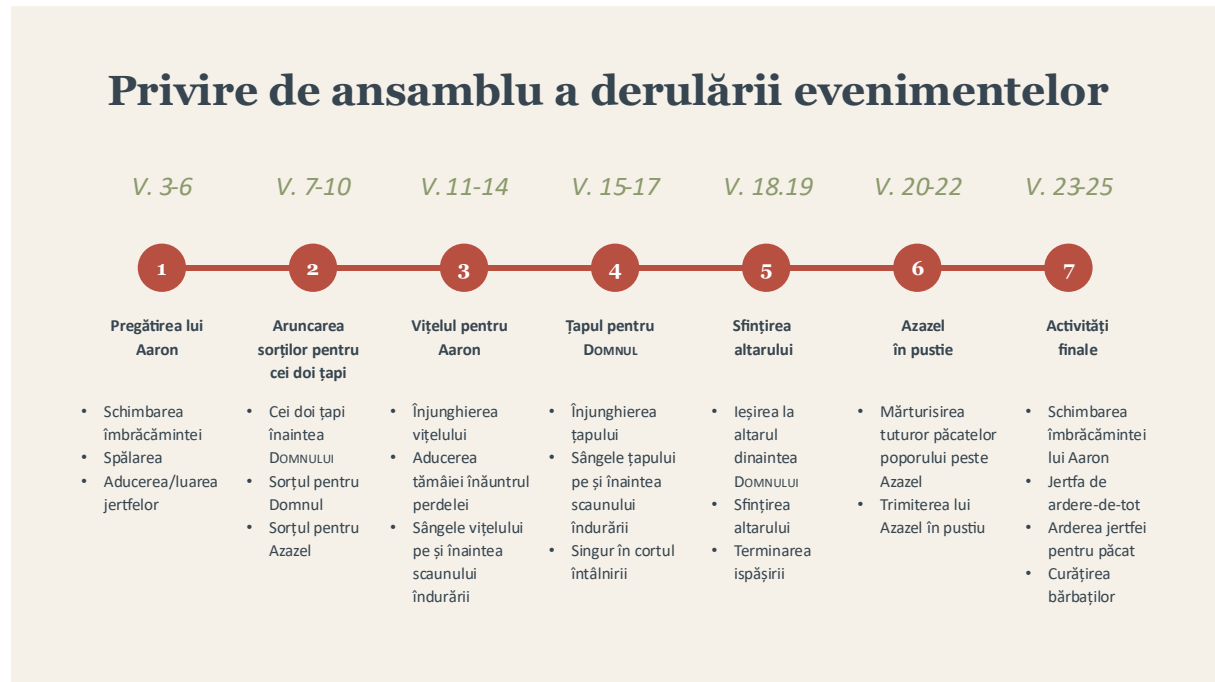 Privire de ansamblu a derulării evenimentelor
V. 3-6
V. 7-10
V. 11-14
V. 15-17
V. 18.19
V. 20-22
V. 23-25
1
2
3
4
5
6
7
Pregătirea lui
Aaron
• Schimbarea
îmbrăcămintei
• Spălarea
• Aducerea/luarea
jertfelor
Aruncarea
sorților pentru
cei doi țapi
• Cei doi țapi
înaintea
DOMNULUI
• Sorțul pentru
Domnul
• Sorțul pentru
Azazel
Vițelul pentru
Aaron
• Înjunghierea
vițelului
• Aducerea
tămâiei înăuntrul
perdelei
• Sângele vițelului
pe și înaintea
scaunului
îndurării
Țapul pentru
DOMNUL
• Înjunghierea
țapului
• Sângele țapului
pe și înaintea
scaunului
îndurării
• Singur în cortul
întâlnirii
Sfințirea
altarului
• Ieșirea la
altarul
dinaintea
DOMNULUI
• Sfințirea
altarului
• Terminarea
ispășirii
Azazel
în pustie
• Mărturisirea
tuturor păcatelor
poporului peste
Azazel
• Trimiterea lui
Azazel în pustiu
Activități
finale
• Schimbarea
îmbrăcămintei
lui Aaron
• Jertfa de
ardere-de-tot
• Arderea jertfei
pentru păcat
• Curățirea
bărbaților